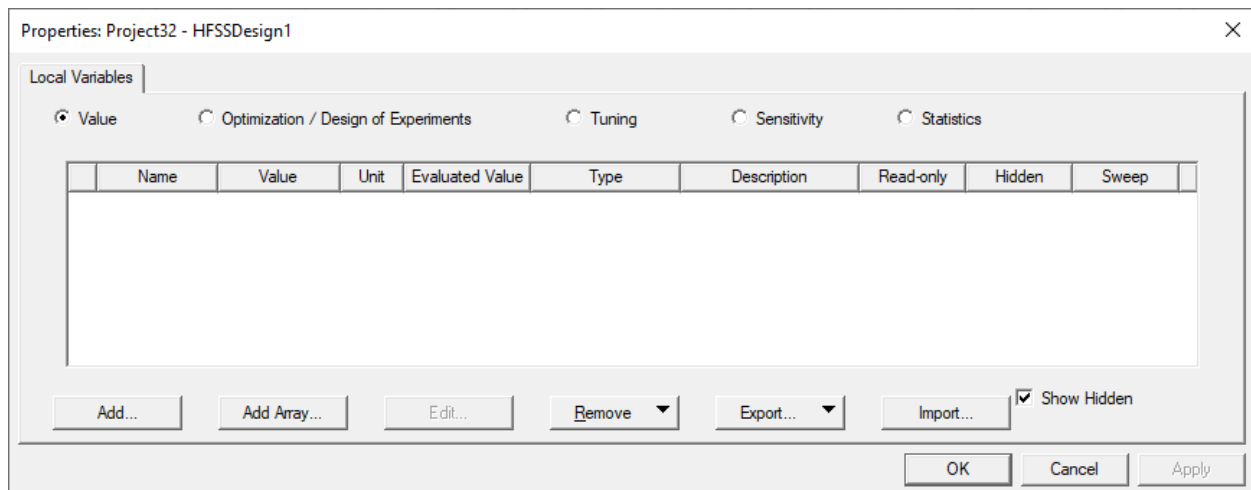 Properties: Project32 - HFSSDesign1
Local Variables
Value Optimization / Design of Experiments Tuning Sensitivity Statistics
Name Value Unit Evaluated Value Type Description Read-only Hidden Sweep
Add... Add Array... Edit... Remove Export... Import... Show Hidden
OK Cancel Apply